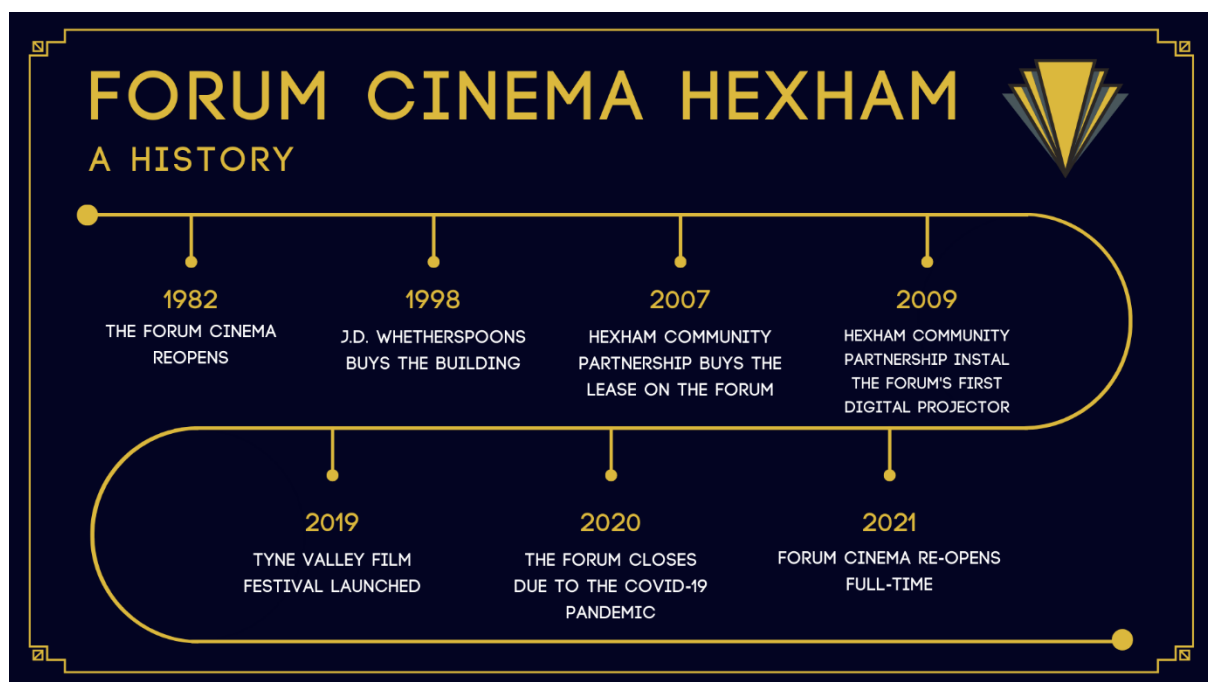 FORUM CINEMA HEXHAM
A HISTORY
1982
THE FORUM CINEMA
REOPENS
1998
J.D. WHETHERSPOONS
BUYS THE BUILDING
2007
HEXHAM COMMUNITY
PARTNERSHIP BUYS THE
LEASE ON THE FORUM
2009
HEXHAM COMMUNITY
PARTNERSHIP INSTAL
THE FORUM'S FIRST
DIGITAL PROJECTOR
2019
TYNE VALLEY FILM
FESTIVAL LAUNCHED
2020
THE FORUM CLOSES
DUE TO THE COVID-19
PANDEMIC
2021
FORUM CINEMA RE-OPENS
FULL-TIME